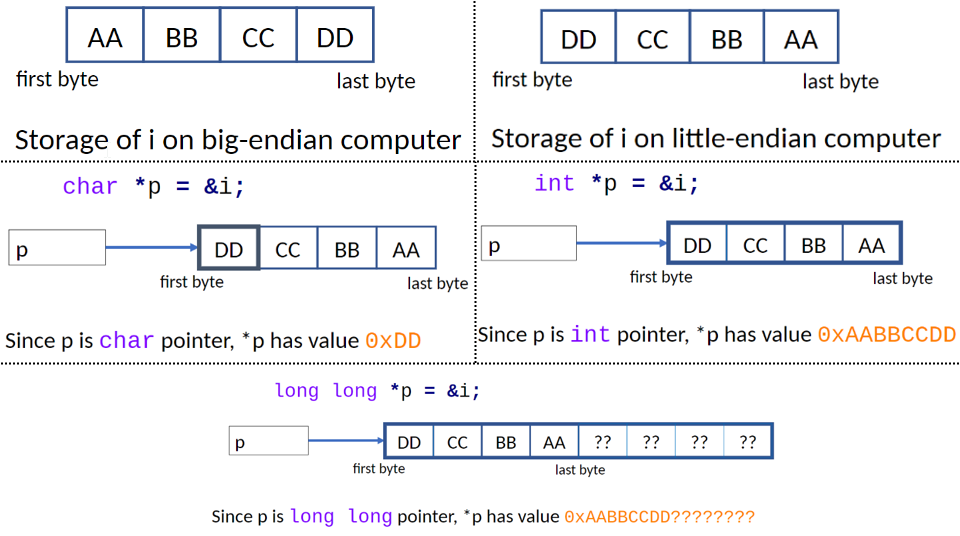 AA BB CC DD
first byte last byte
Storage of i on big-endian computer
DD CC BB AA
first byte last byte
Storage of i on little-endian computer
char *p = &i;
p DD CC BB AA
first byte last byte
Since p is char pointer, *p has value 0xDD
int *p = &i;
p DD CC BB AA
first byte last byte
Since p is int pointer, *p has value 0xAABBCCDD
long long *p = &i;
p DD CC BB AA ?? ?? ?? ??
first byte last byte
Since p is long long pointer, *p has value 0xAABBCCDD????????